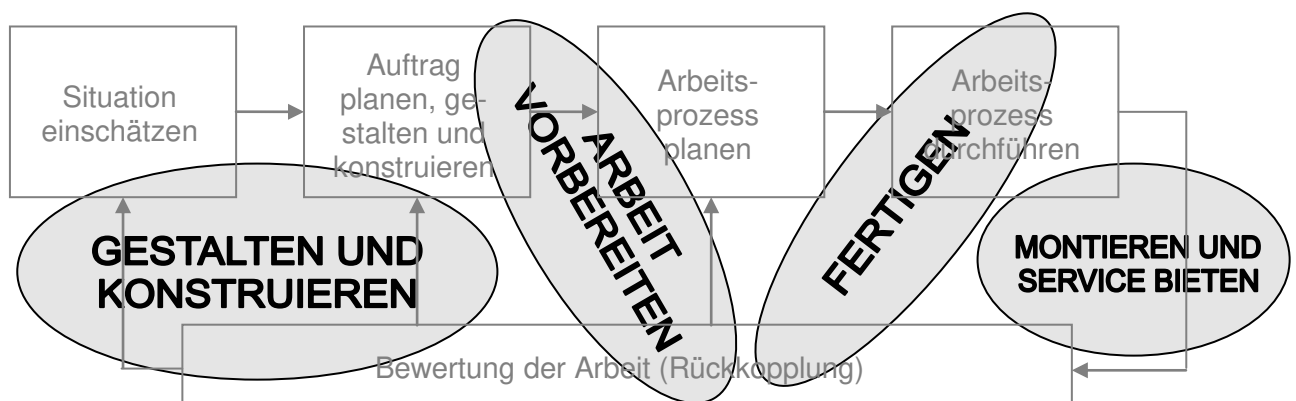 Situation
einschätzen
Auftrag
planen, ge-
stalten und
konstruieren
Arbeits-
prozess
planen
Arbeits-
prozess
durchführen
GESTALTEN UND
KONSTRUIEREN
ARBEIT
VORBEREITEN
FERTIGEN
MONTIEREN UND
SERVICE BIETEN
Bewertung der Arbeit (Rückkopplung)